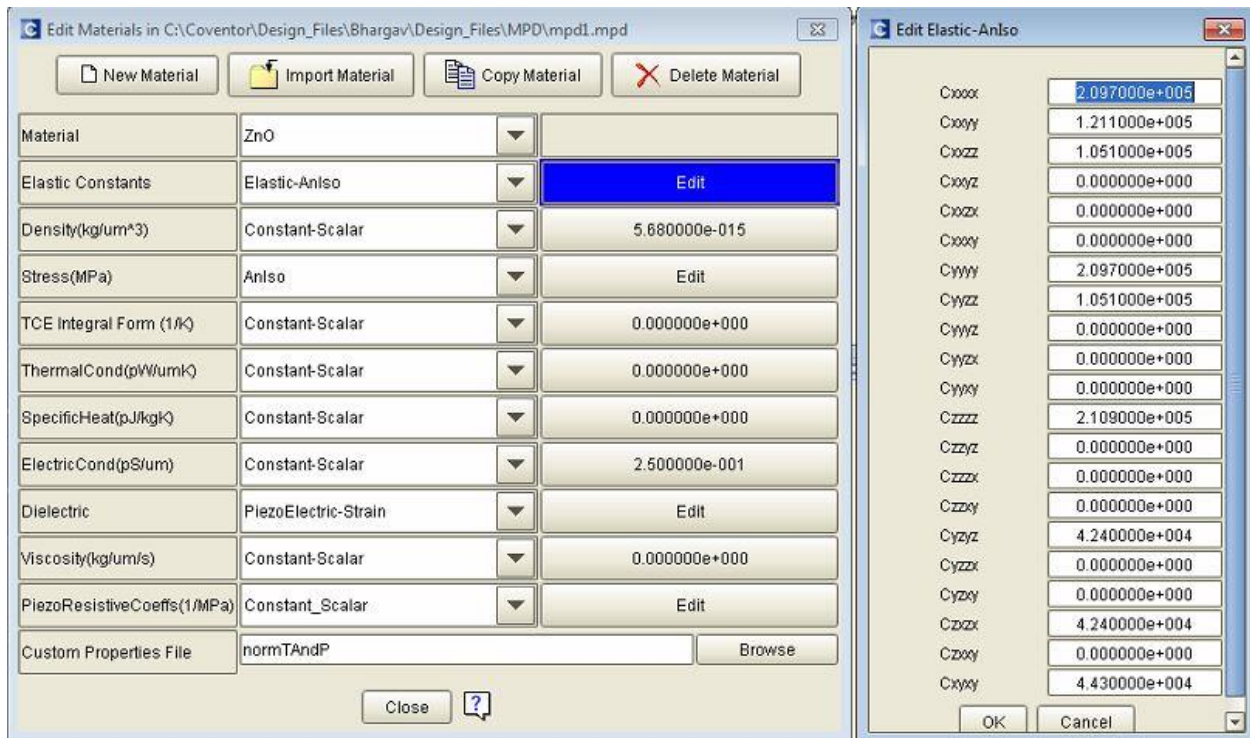 Edit Materials in C:\Coventor\Design_Files\Bhargav\Design_Files\MPD\mpd1.mpd
New Material Import Material Copy Material Delete Material
Material ZnO
Elastic Constants Elastic-AnIso Edit
Density(kg/um^3) Constant-Scalar 5.680000e-015
Stress(MPa) AnIso Edit
TCE Integral Form (1/K) Constant-Scalar 0.000000e+000
ThermalCond(pW/umK) Constant-Scalar 0.000000e+000
SpecificHeat(pJ/kgK) Constant-Scalar 0.000000e+000
ElectricCond(pS/um) Constant-Scalar 2.500000e-001
Dielectric PiezoElectric-Strain Edit
Viscosity(kg/um/s) Constant-Scalar 0.000000e+000
PiezoResistiveCoeffs(1/MPa) Constant_Scalar Edit
Custom Properties File normTAndP Browse
Close ?
Edit Elastic-AnIso
Cxxxx 2.097000e+005
Cxxyy 1.211000e+005
Cxxzz 1.051000e+005
Cxxyz 0.000000e+000
Cxxzx 0.000000e+000
Cxxxy 0.000000e+000
Cyyyy 2.097000e+005
Cyyzz 1.051000e+005
Cyyyz 0.000000e+000
Cyyzx 0.000000e+000
Cyyxy 0.000000e+000
Czzzz 2.109000e+005
Czzyz 0.000000e+000
Czzzx 0.000000e+000
Czzxy 0.000000e+000
Cyzyz 4.240000e+004
Cyzzx 0.000000e+000
Cyzxy 0.000000e+000
Czxzx 4.240000e+004
Czxxy 0.000000e+000
Cxyxy 4.430000e+004
OK Cancel